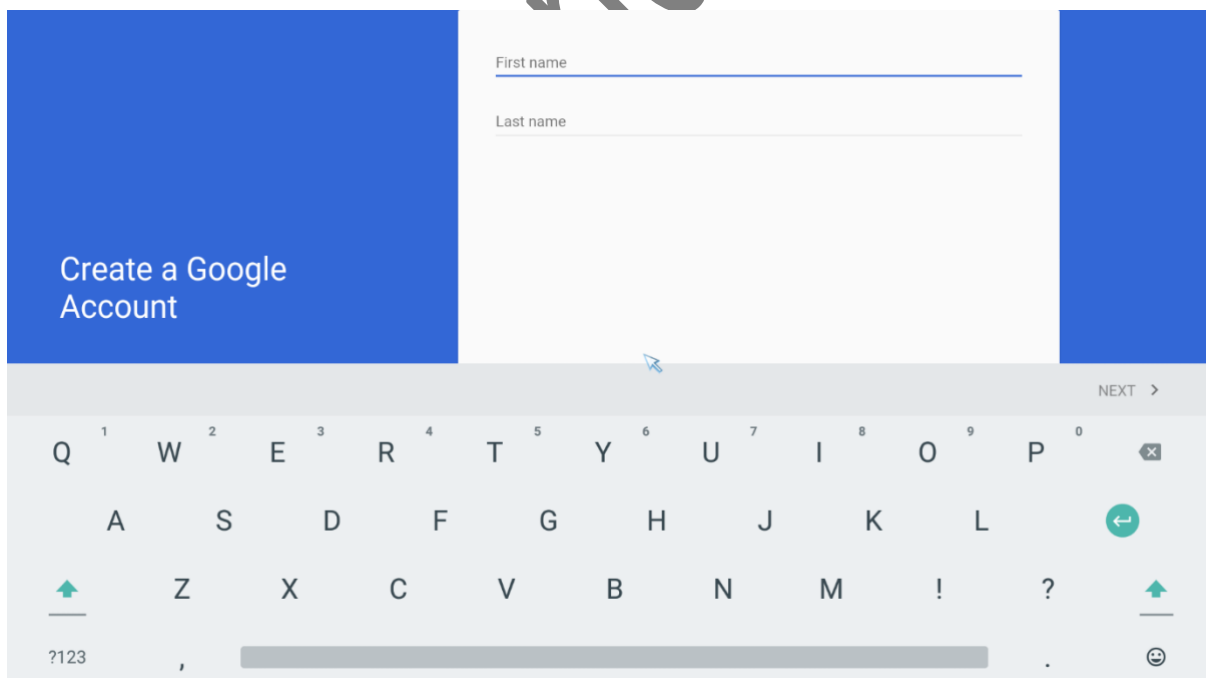 First name
Last name
Create a Google
Account
NEXT
Q 1 W 2 E 3 R 4 T 5 Y 6 U 7 I 8 O 9 P 0
A S D F G H J K L
Z X C V B N M ! ?
?123 , .